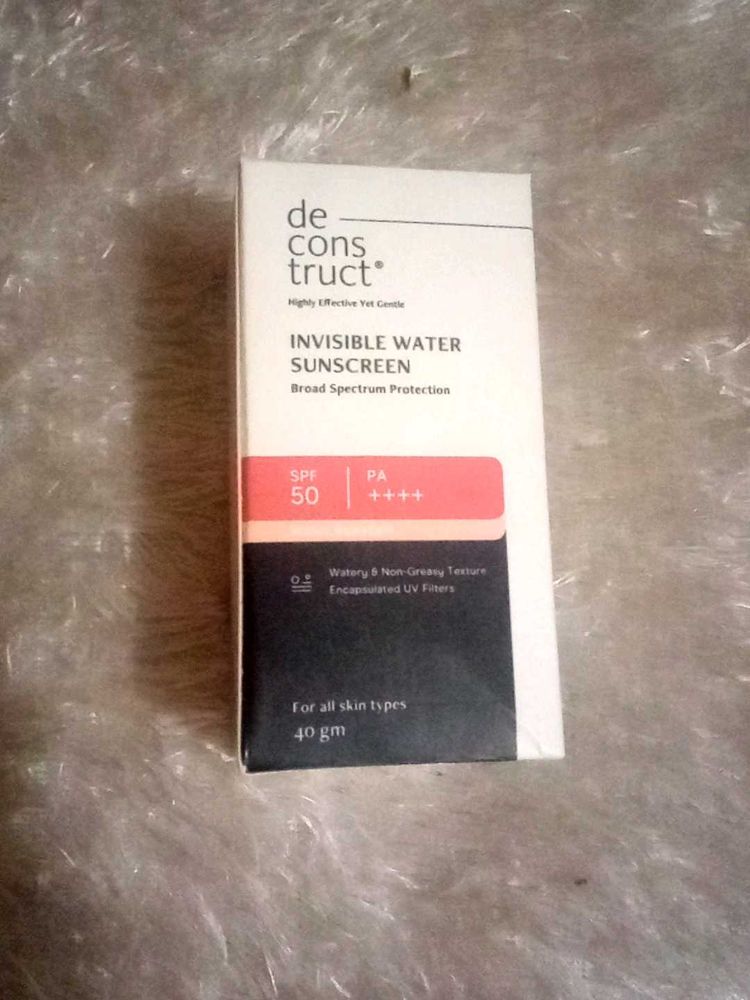 de
cons
truct®
Highly Effective Yet Gentle
INVISIBLE WATER
SUNSCREEN
Broad Spectrum Protection
SPF
50
PA
++++
Watery & Non-Greasy Texture
Encapsulated UV Filters
For all skin types
40 gm